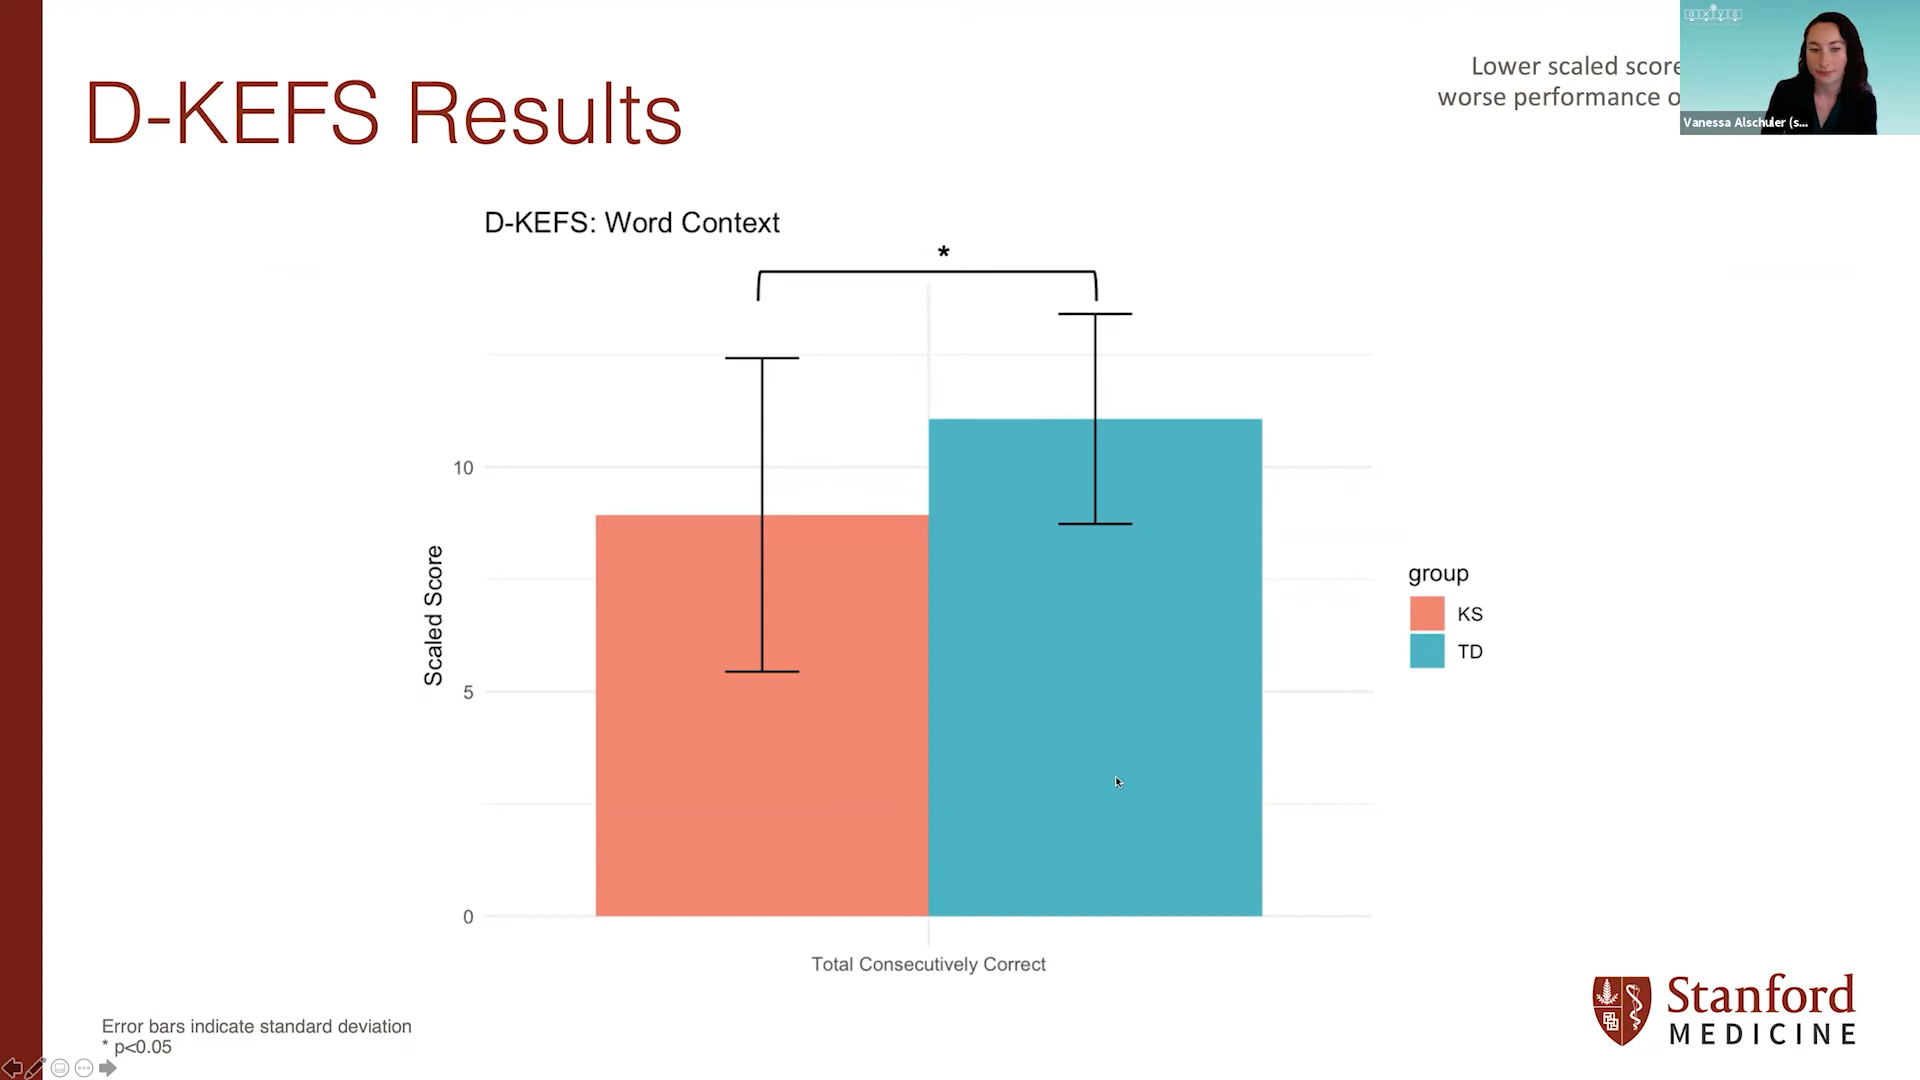 D-KEFS Results
Lower scaled score
worse performance
axys
Vanessa Alschuler (s...
D-KEFS: Word Context
*
10
5
0
Scaled Score
group
KS
TD
Total Consecutively Correct
Error bars indicate standard deviation
* p<0.05
Stanford
MEDICINE